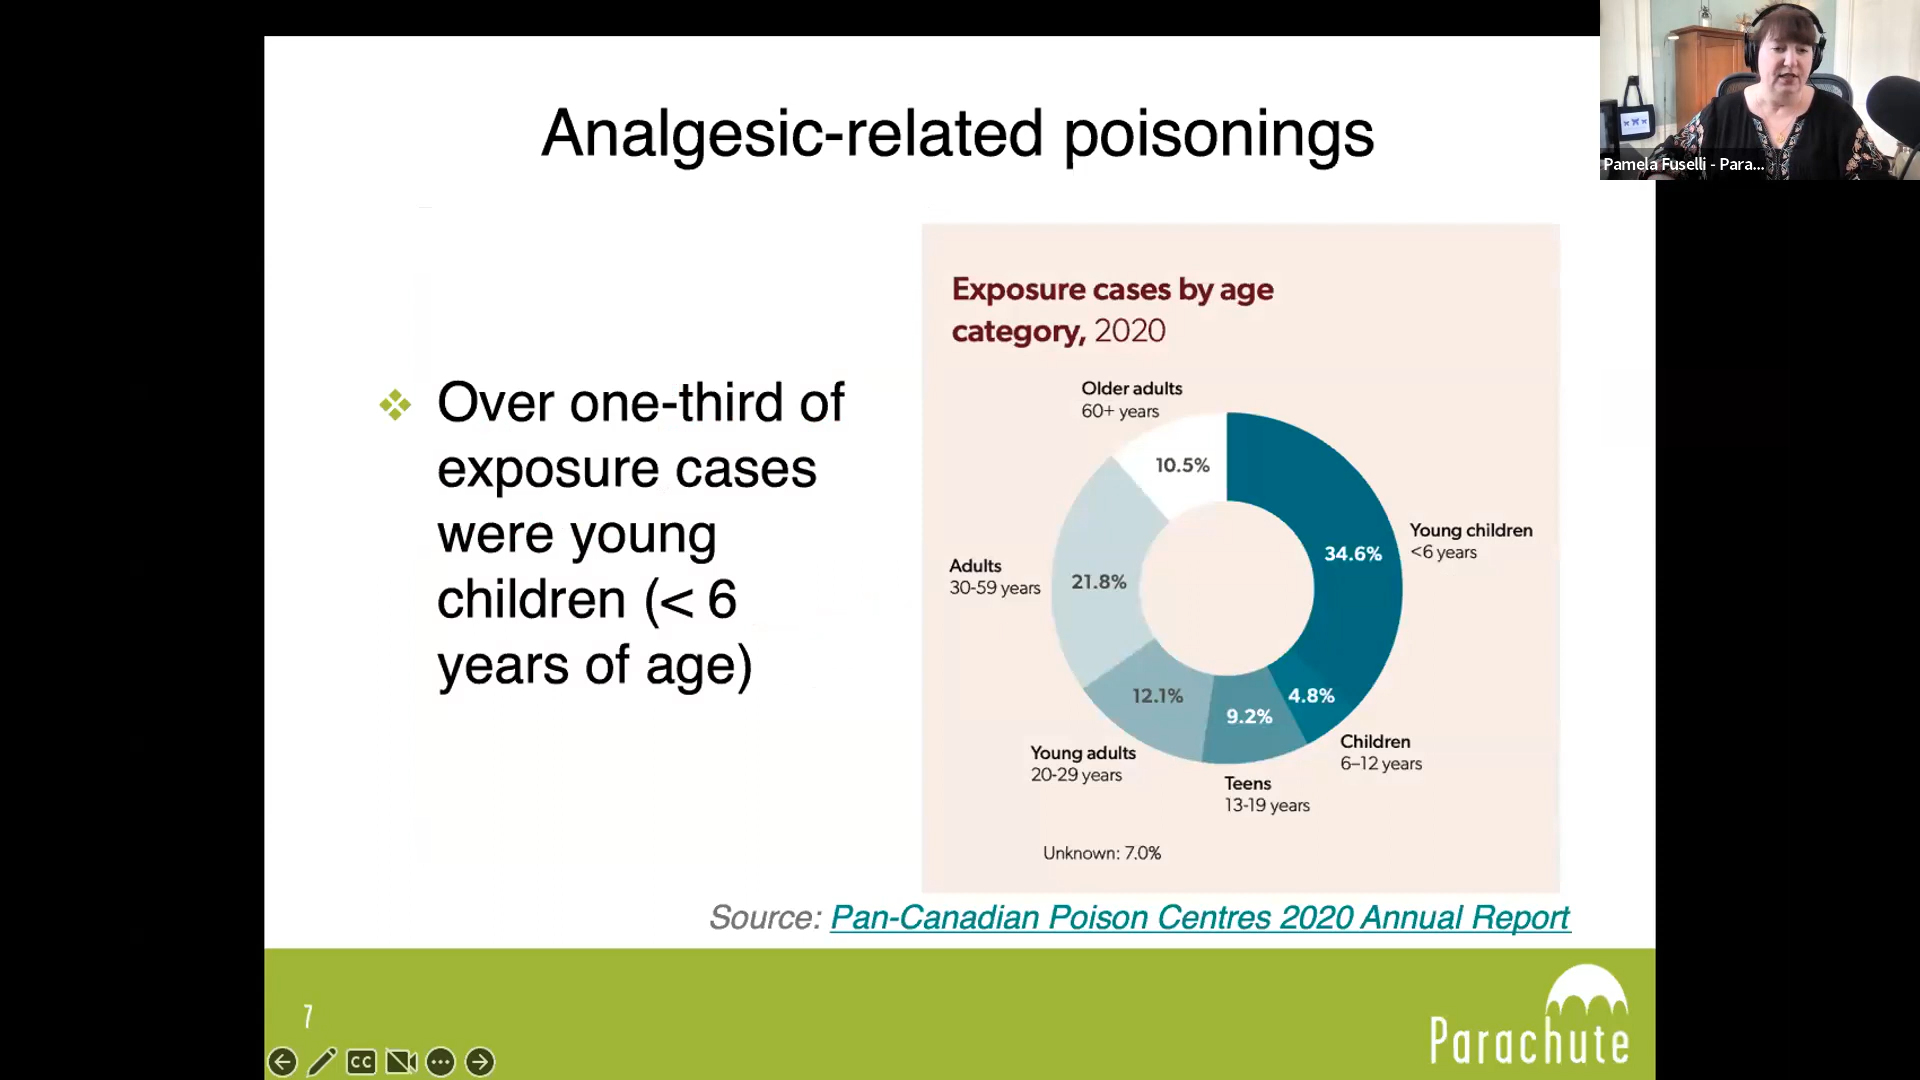 Analgesic-related poisonings
Pamela Fuselli - Para...
Over one-third of
exposure cases
were young
children (< 6
years of age)
Exposure cases by age
category, 2020
Older adults
60+ years
10.5%
Young children
<6 years
34.6%
Adults
30-59 years
21.8%
4.8%
Children
6–12 years
9.2%
Teens
13-19 years
12.1%
Young adults
20-29 years
Unknown: 7.0%
Source: Pan-Canadian Poison Centres 2020 Annual Report
7
Parachute
CC